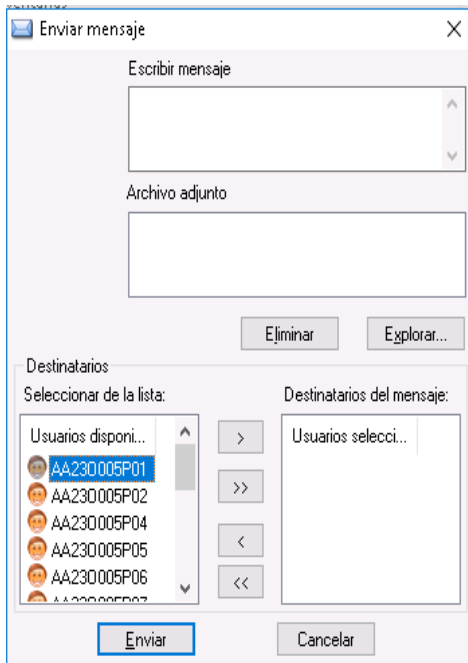 Enviar mensaje
Escribir mensaje
Archivo adjunto
Eliminar
Explorar...
Destinatarios
Seleccionar de la lista:
Destinatarios del mensaje:
Usuarios disponi...
>
Usuarios selecci...
AA230005P01
>>
AA230005P02
AA230005P04
AA230005P05
<
AA230005P06
<<
Enviar
Cancelar